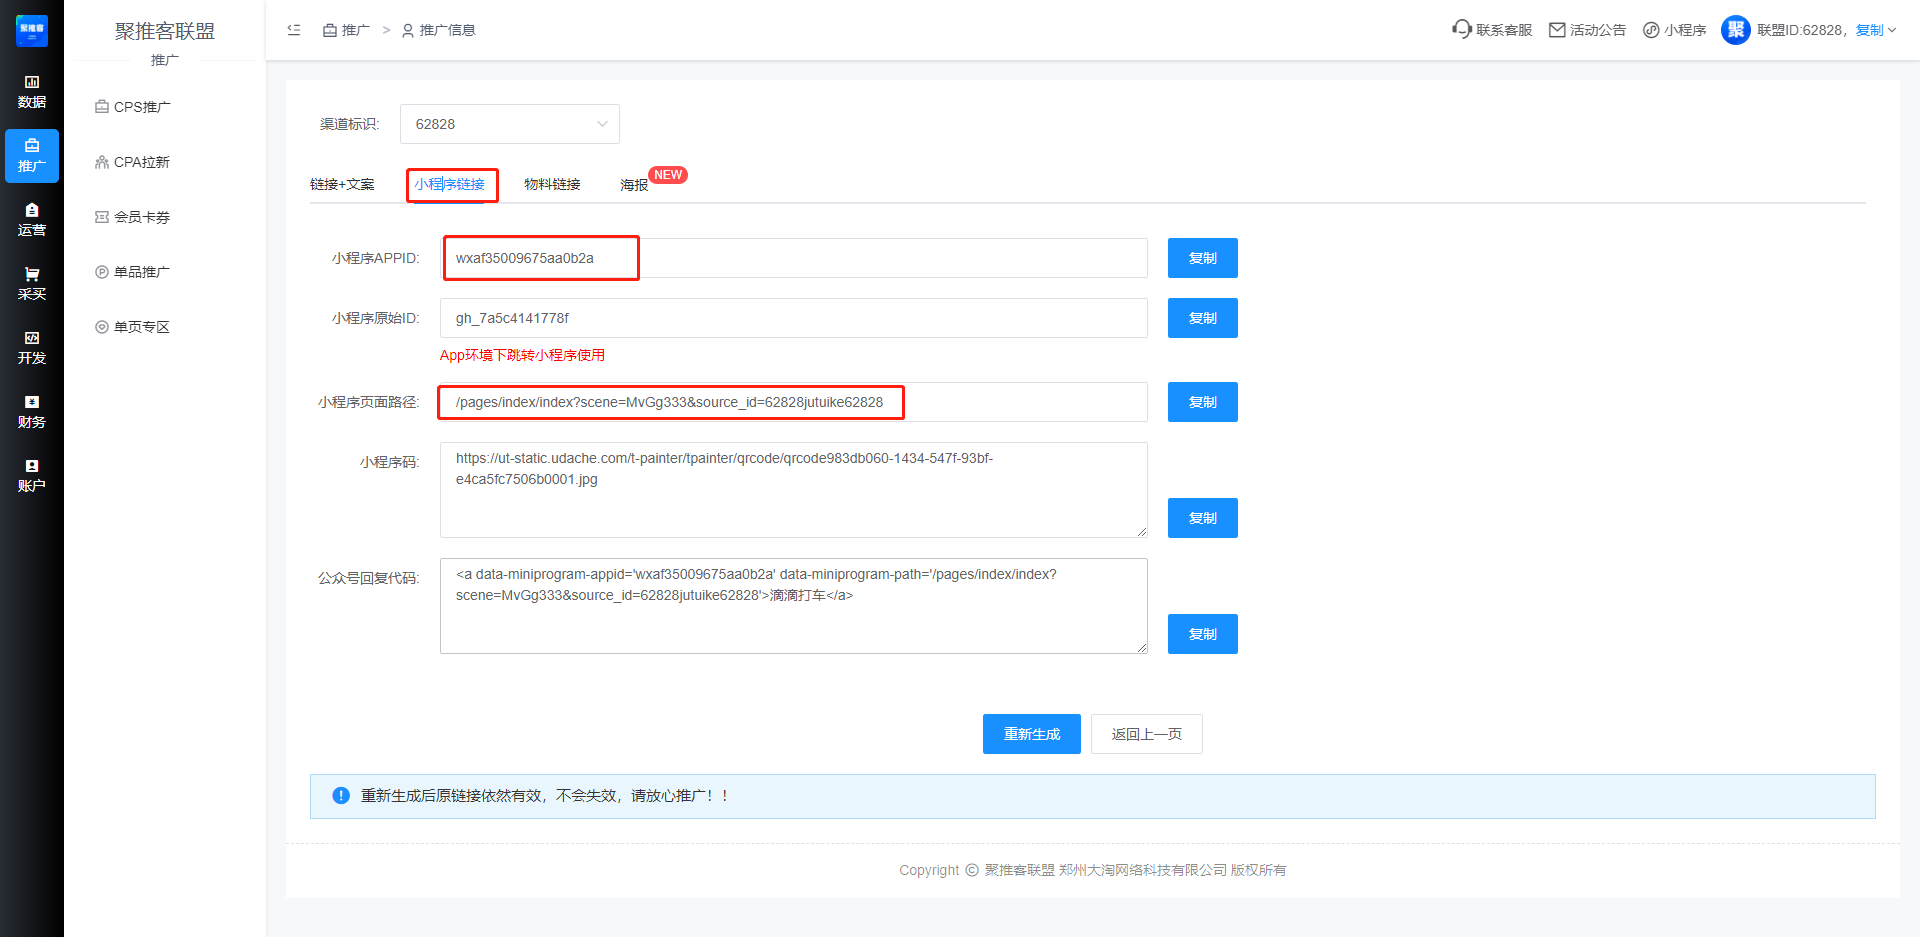 聚推客
数据
推广
运营
采买
开发
财务
账户
聚推客联盟
推广
CPS推广
CPA拉新
会员卡券
单品推广
单页专区
推广 > 推广信息
联系客服 活动公告 小程序 聚 联盟ID:62828，复制
渠道标识: 62828
链接+文案 小程序链接 物料链接 海报 NEW
小程序APPID: wxaf35009675aa0b2a 复制
小程序原始ID: gh_7a5c4141778f 复制
App环境下跳转小程序使用
小程序页面路径: /pages/index/index?scene=MvGg333&source_id=62828jutuike62828 复制
小程序码: https://ut-static.udache.com/t-painter/tpainter/qrcode/qrcode983db060-1434-547f-93bf-
e4ca5fc7506b0001.jpg
复制
公众号回复代码: <a data-miniprogram-appid='wxaf35009675aa0b2a' data-miniprogram-path='/pages/index/index?
scene=MvGg333&source_id=62828jutuike62828'>滴滴打车</a>
复制
重新生成 返回上一页
重新生成后原链接依然有效，不会失效，请放心推广！！
Copyright © 聚推客联盟 郑州大淘网络科技有限公司 版权所有